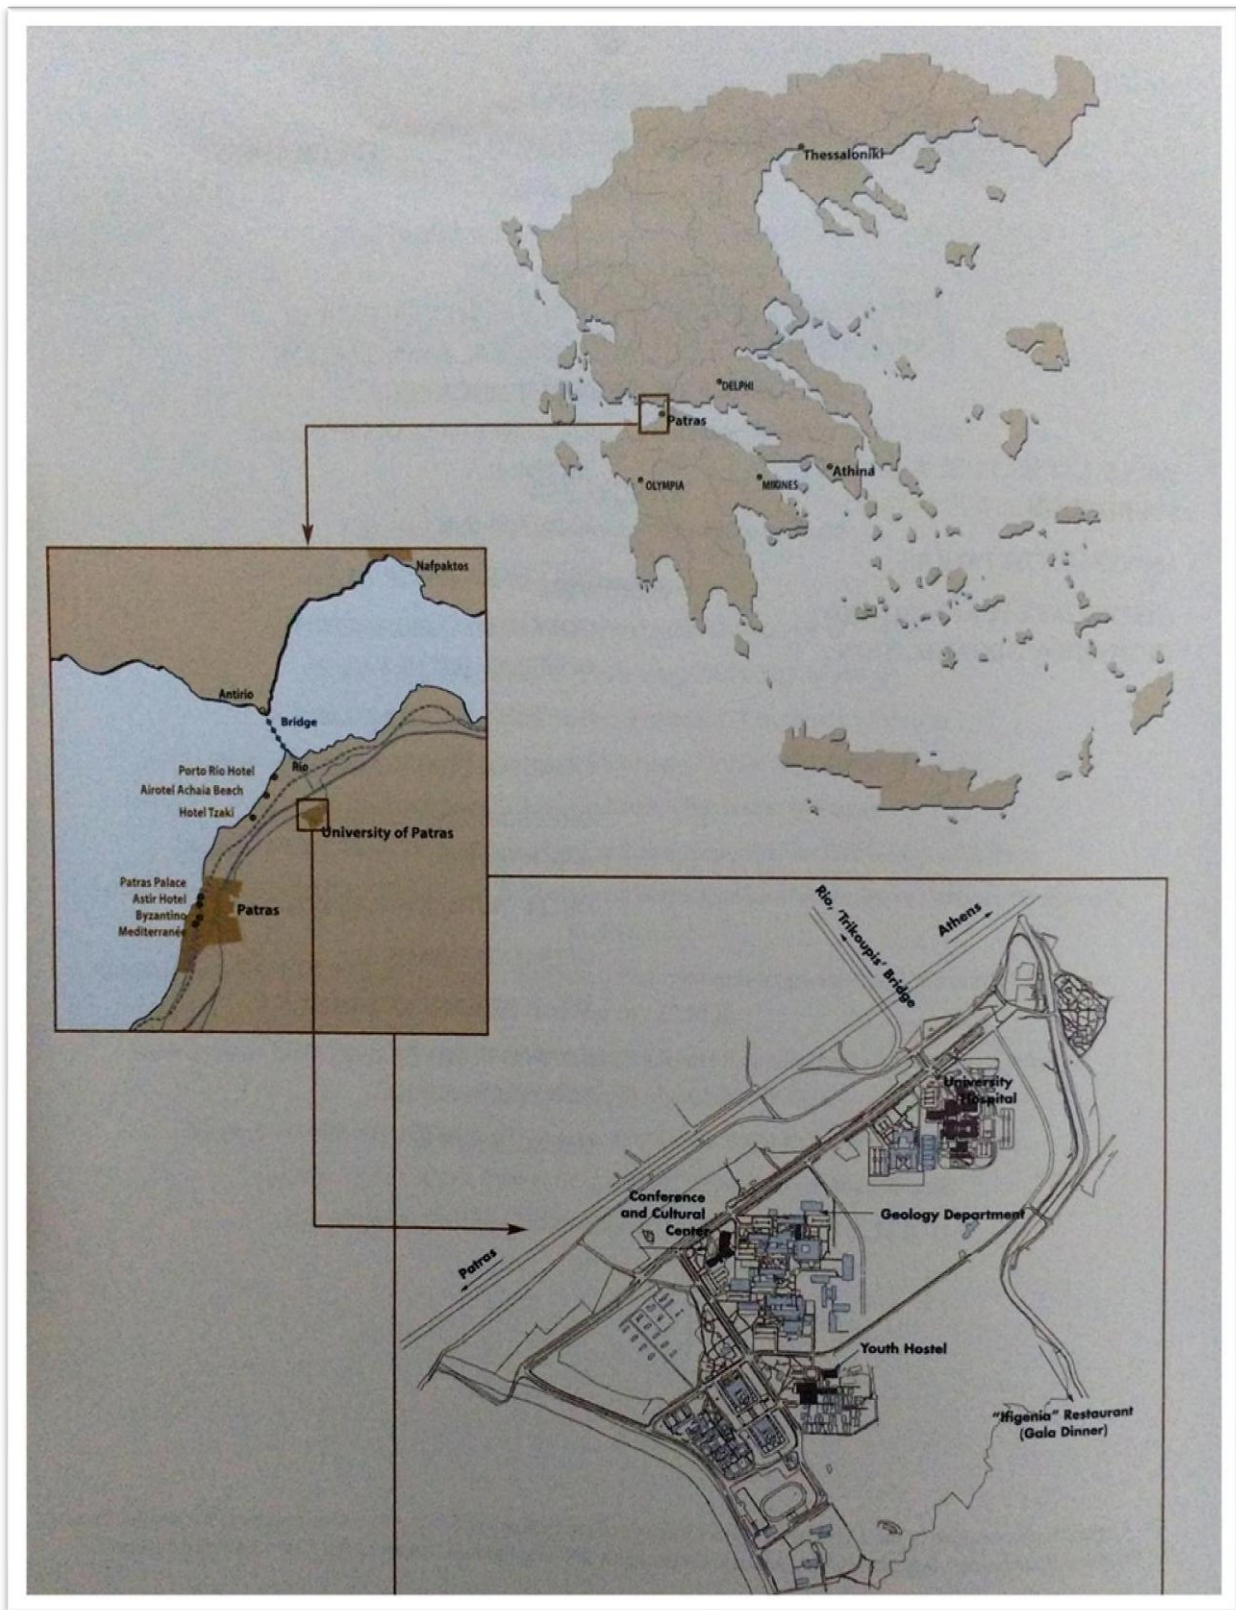 Thessaloniki
DELPHI
Patras
Athina
OLYMPIA
MIKINES
Nafpaktos
Antirio
Bridge
Rio
Porto Rio Hotel
Airotel Achaia Beach
Hotel Tzaki
University of Patras
Patras Palace
Astir Hotel
Byzantino
Mediterranée
Patras
Rio, 'Trikoupis' Bridge
Athens
University
Hospital
Conference
and Cultural
Center
Geology Department
Patras
Youth Hostel
"Ifigenia" Restaurant
(Gala Dinner)